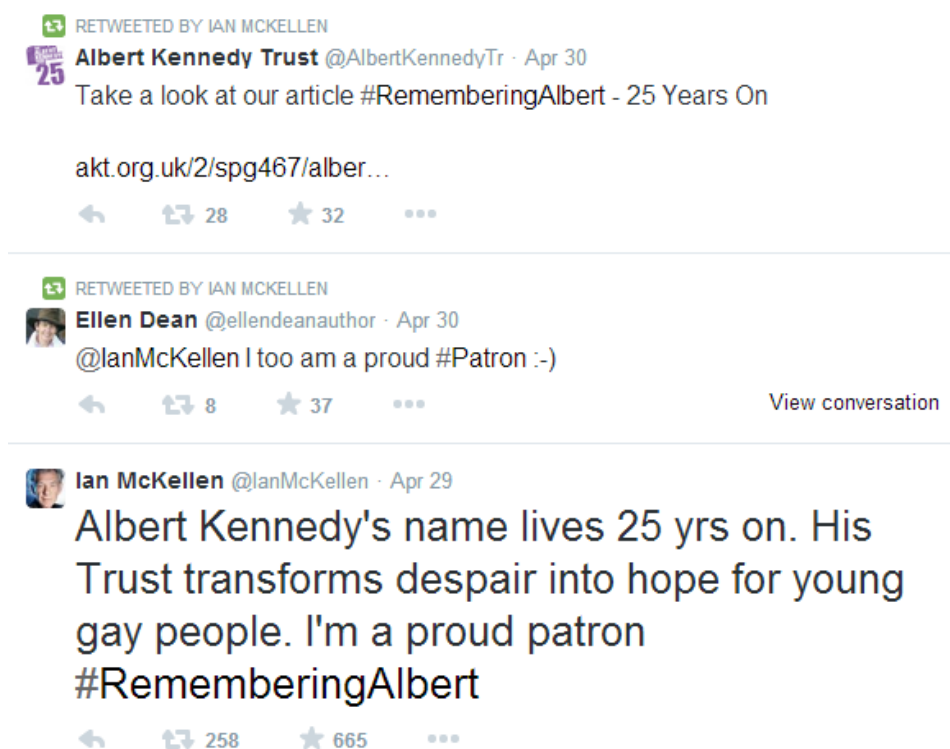 RETWEETED BY IAN MCKELLEN
Albert Kennedy Trust @AlbertKennedyTr · Apr 30
25
Take a look at our article #RememberingAlbert - 25 Years On
akt.org.uk/2/spg467/alber...
28 32
RETWEETED BY IAN MCKELLEN
Ellen Dean @ellendeanauthor · Apr 30
@IanMcKellen I too am a proud #Patron :-)
8 37 View conversation
Ian McKellen @IanMcKellen · Apr 29
Albert Kennedy's name lives 25 yrs on. His
Trust transforms despair into hope for young
gay people. I'm a proud patron
#RememberingAlbert
258 665